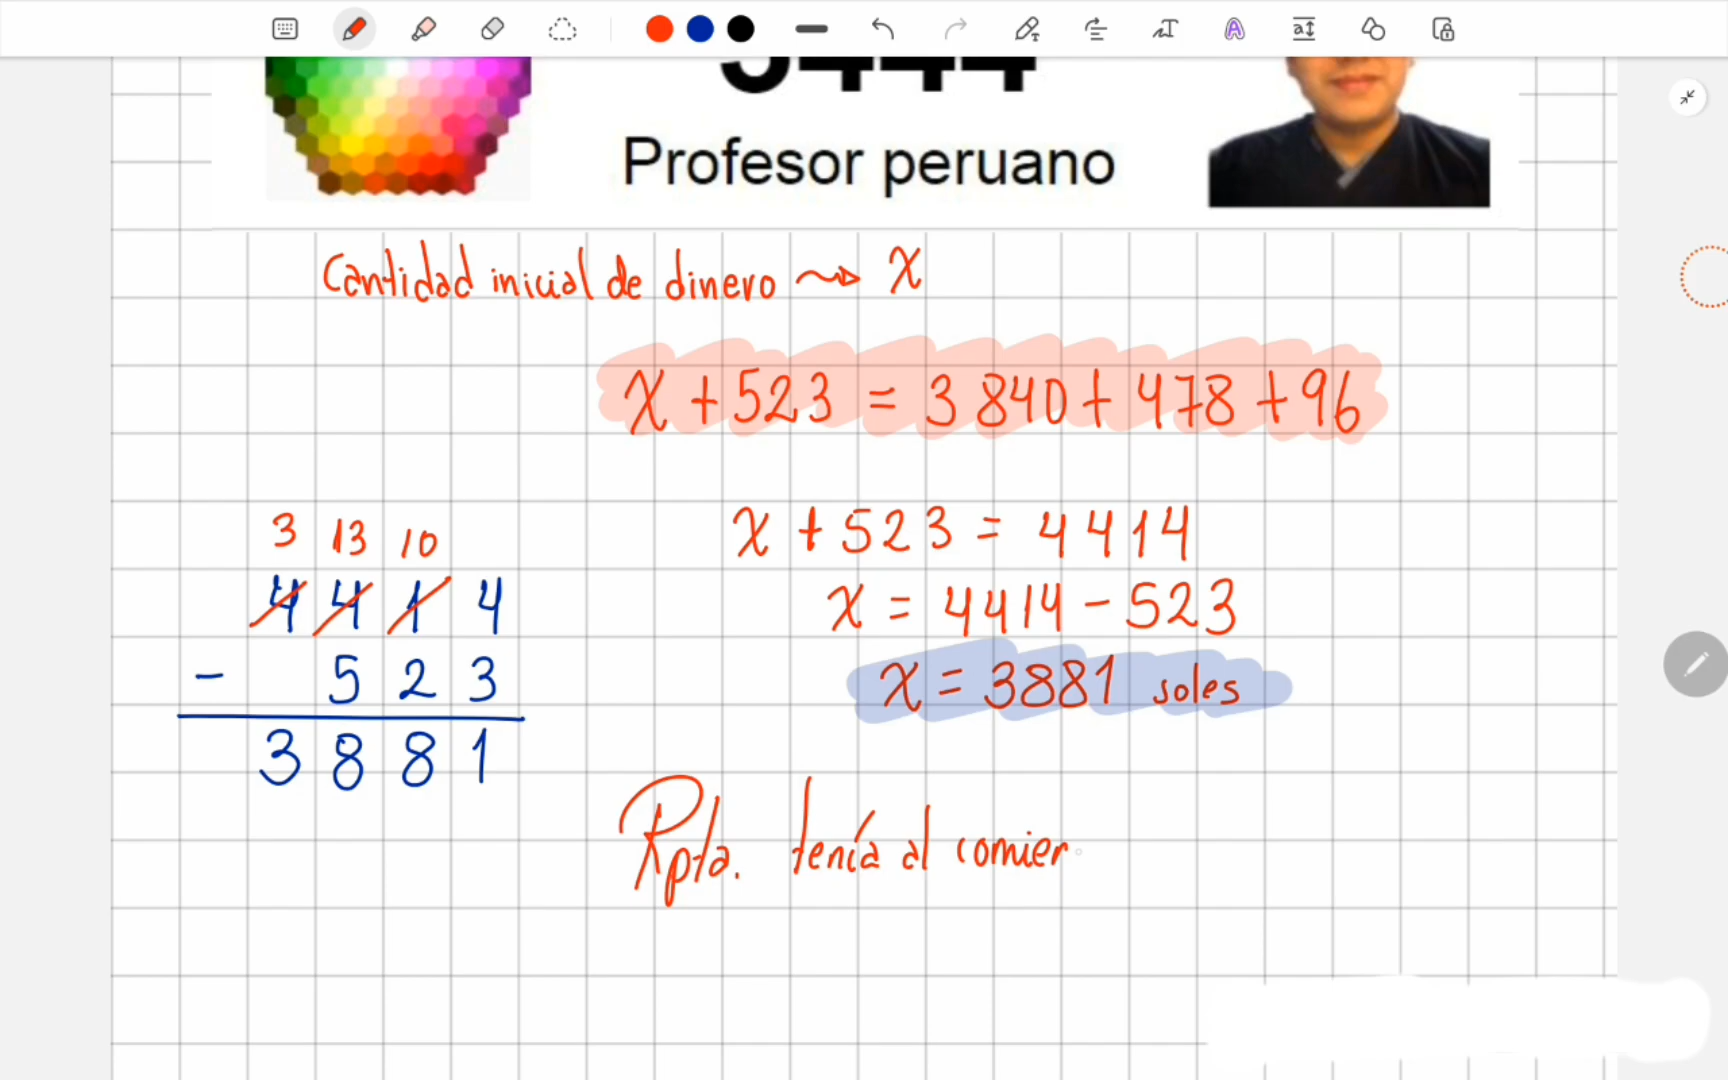 Profesor peruano
Cantidad inicial de dinero ⇝ x
x + 523 = 3 840 + 478 + 96
x + 523 = 4414
x = 4414 - 523
x = 3881 soles
3 13 10
4 4 1 4
- 5 2 3
3 8 8 1
Rpta. tenía al comier